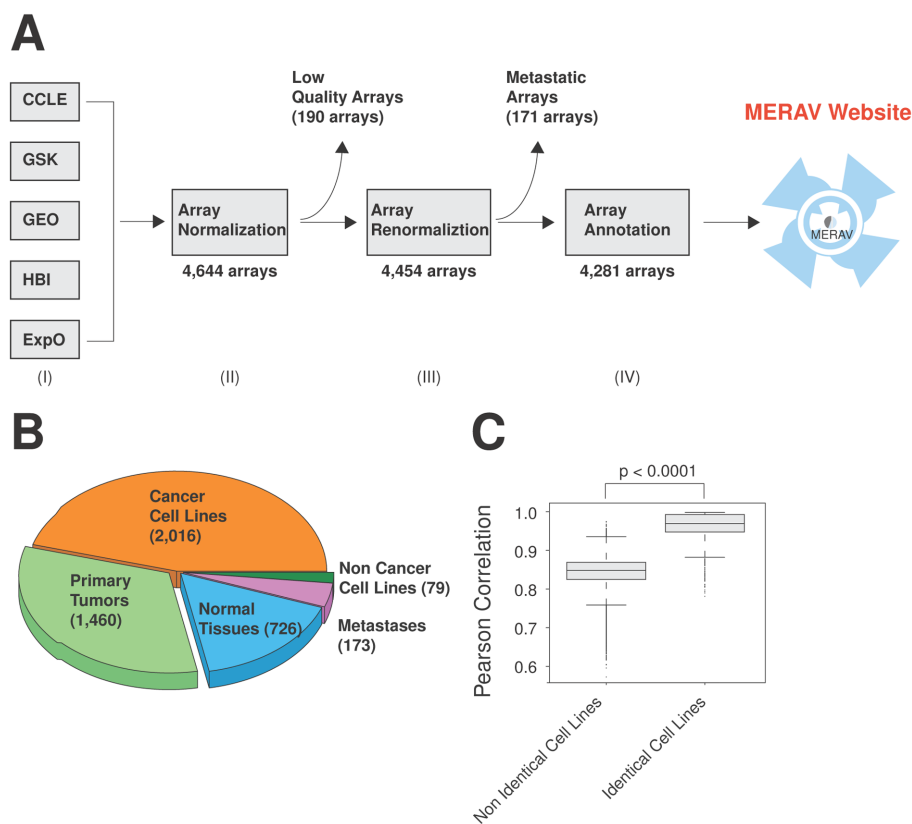 A
CCLE
GSK
GEO
HBI
ExpO
(I)
Array
Normalization
4,644 arrays
(II)
Low
Quality Arrays
(190 arrays)
Array
Renormaliztion
4,454 arrays
(III)
Metastatic
Arrays
(171 arrays)
Array
Annotation
4,281 arrays
(IV)
MERAV Website
MERAV
B
Cancer
Cell Lines
(2,016)
Primary
Tumors
(1,460)
Normal
Tissues (726)
Non Cancer
Cell Lines (79)
Metastases
(173)
C
p < 0.0001
Pearson Correlation
1.0
0.9
0.8
0.7
0.6
Non Identical Cell Lines
Identical Cell Lines